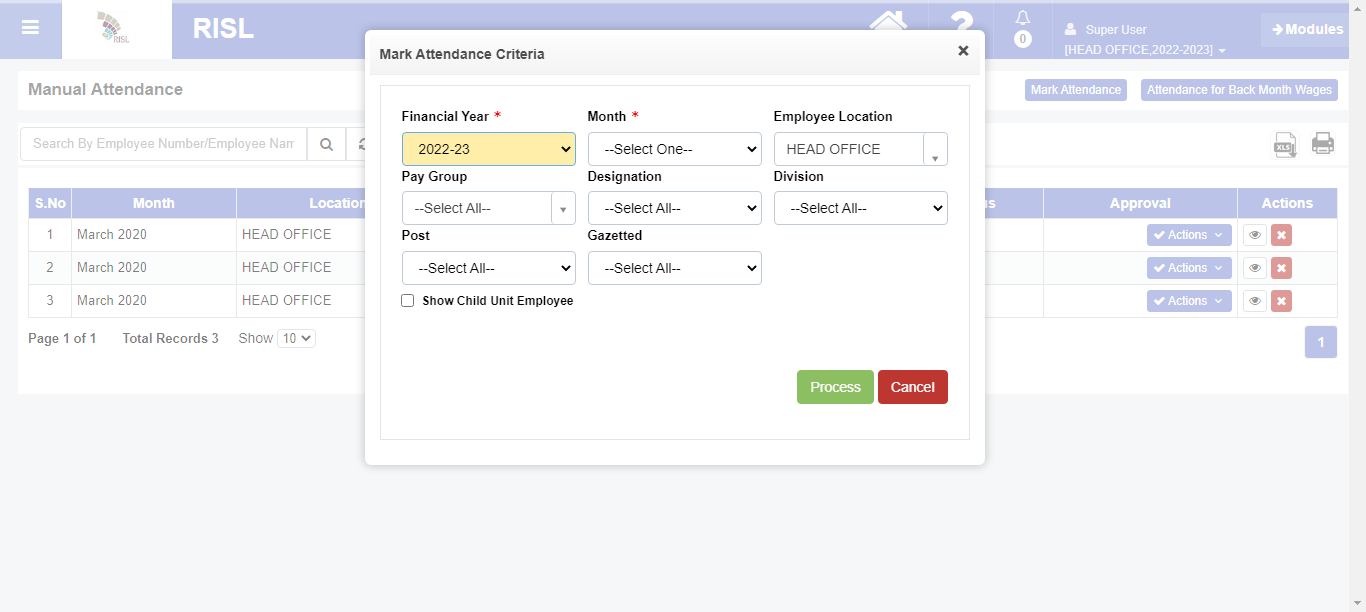 RISL
RISL
0
Super User
[HEAD OFFICE,2022-2023]
Modules
Manual Attendance
Mark Attendance
Attendance for Back Month Wages
Search By Employee Number/Employee Nam
XLS
Mark Attendance Criteria
Financial Year *
Month *
Employee Location
2022-23
--Select One--
HEAD OFFICE
Pay Group
Designation
Division
--Select All--
--Select All--
--Select All--
Post
Gazetted
--Select All--
--Select All--
Show Child Unit Employee
Process
Cancel
S.No
Month
Location
Approval
Actions
1
March 2020
HEAD OFFICE
Actions
2
March 2020
HEAD OFFICE
Actions
3
March 2020
HEAD OFFICE
Actions
Page 1 of 1
Total Records 3
Show
10
1